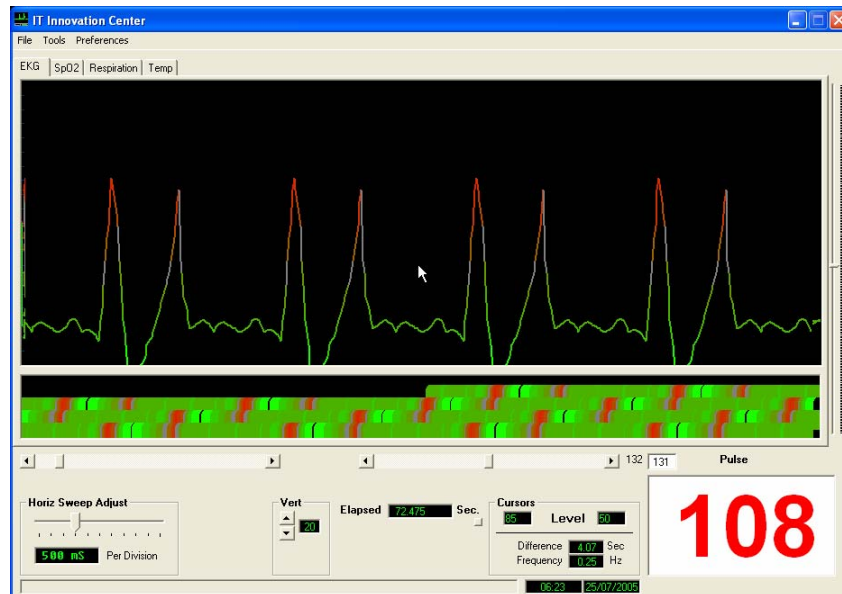 IT Innovation Center
File Tools Preferences
EKG SpO2 Respiration Temp
132 131 Pulse
Horiz Sweep Adjust
500 mS Per Division
Vert
20
Elapsed 72.475 Sec.
Cursors
85 Level 50
Difference 4.07 Sec
Frequency 0.25 Hz
108
06:23 25/07/2005